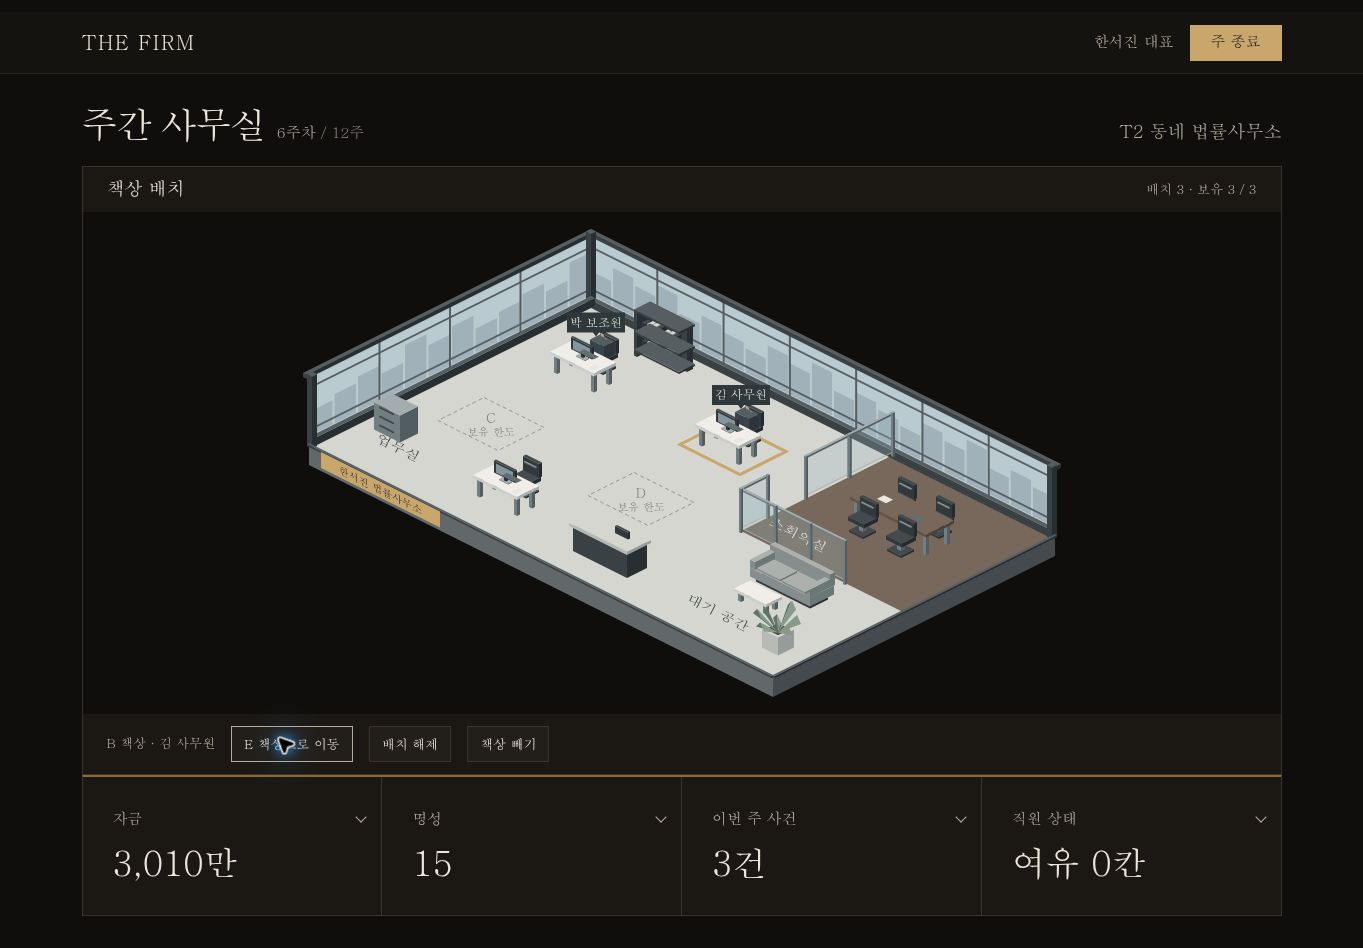 THE FIRM
한서진 대표
주 종료
주간 사무실
6주차 / 12주
T2 동네 법률사무소
책상 배치
배치 3 · 보유 3 / 3
박 보조원
김 사무원
C
보유 한도
업무실
한서진 법률사무소
D
보유 한도
소회의실
대기 공간
B 책상 · 김 사무원
E 책상으로 이동
배치 해제
책상 빼기
자금
3,010만
명성
15
이번 주 사건
3건
직원 상태
여유 0칸